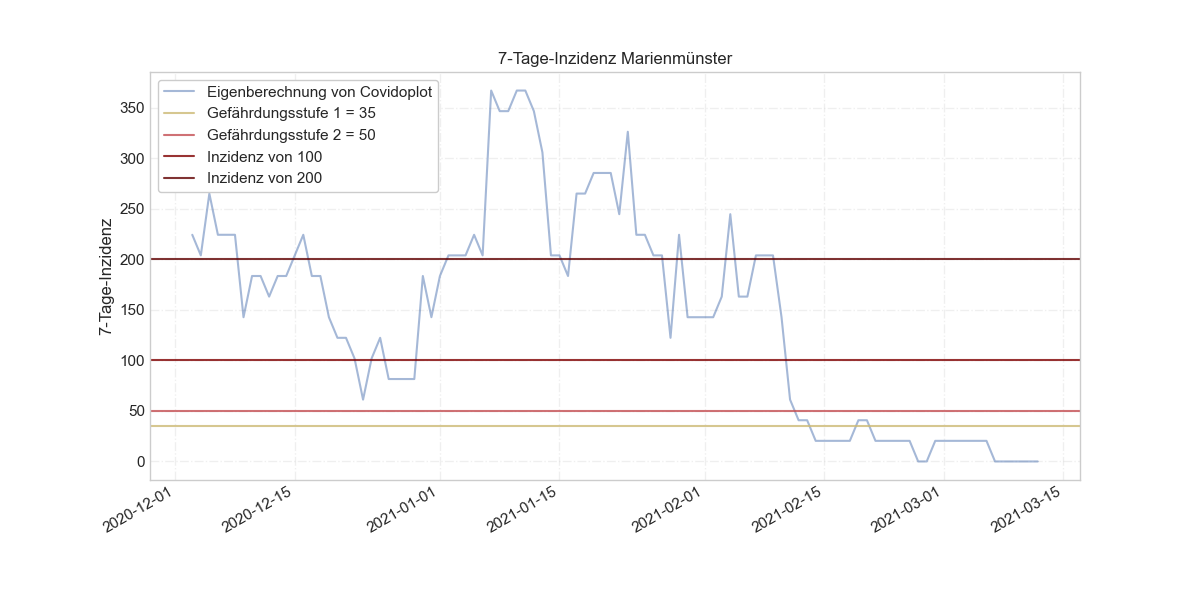 7-Tage-Inzidenz Marienmünster
Eigenberechnung von Covidoplot
Gefährdungsstufe 1 = 35
Gefährdungsstufe 2 = 50
Inzidenz von 100
Inzidenz von 200
7-Tage-Inzidenz
350
300
250
200
150
100
50
0
2020-12-01
2020-12-15
2021-01-01
2021-01-15
2021-02-01
2021-02-15
2021-03-01
2021-03-15